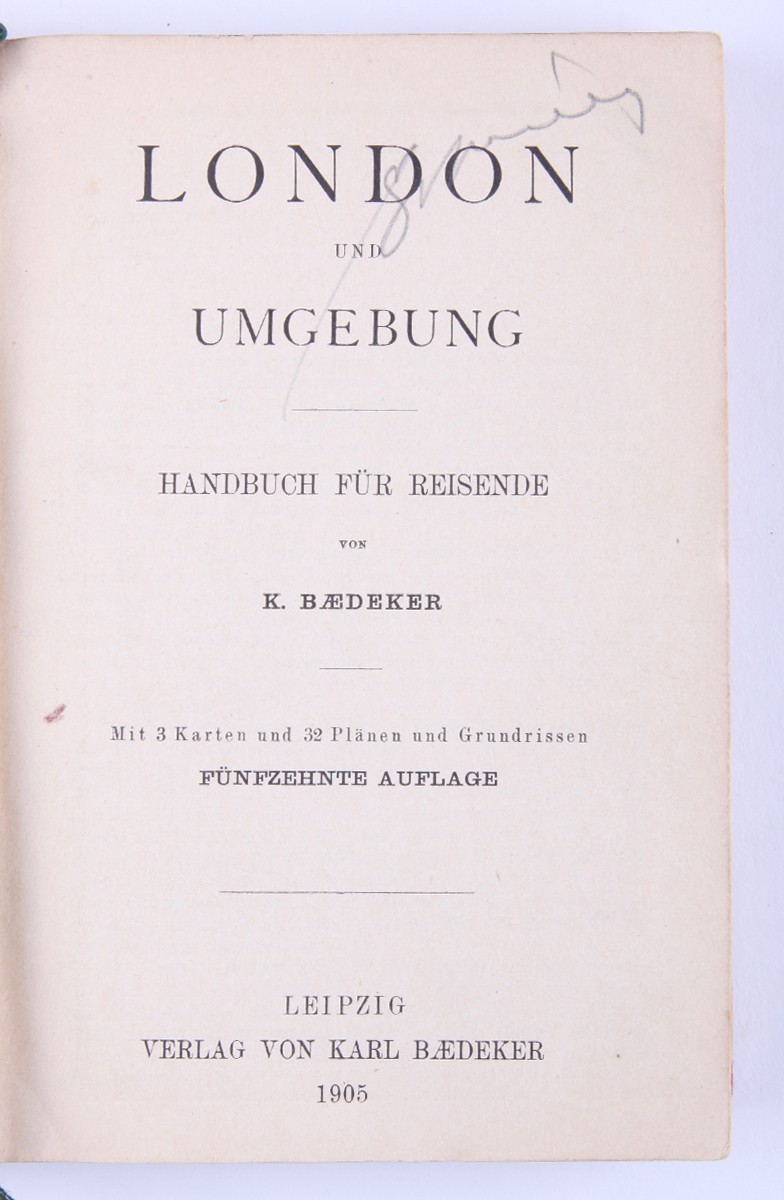 LONDON
UND
UMGEBUNG
HANDBUCH FÜR REISENDE
VON
K. BÆDEKER
Mit 3 Karten und 32 Plänen und Grundrissen
FÜNFZEHNTE AUFLAGE
LEIPZIG
VERLAG VON KARL BÆDEKER
1905